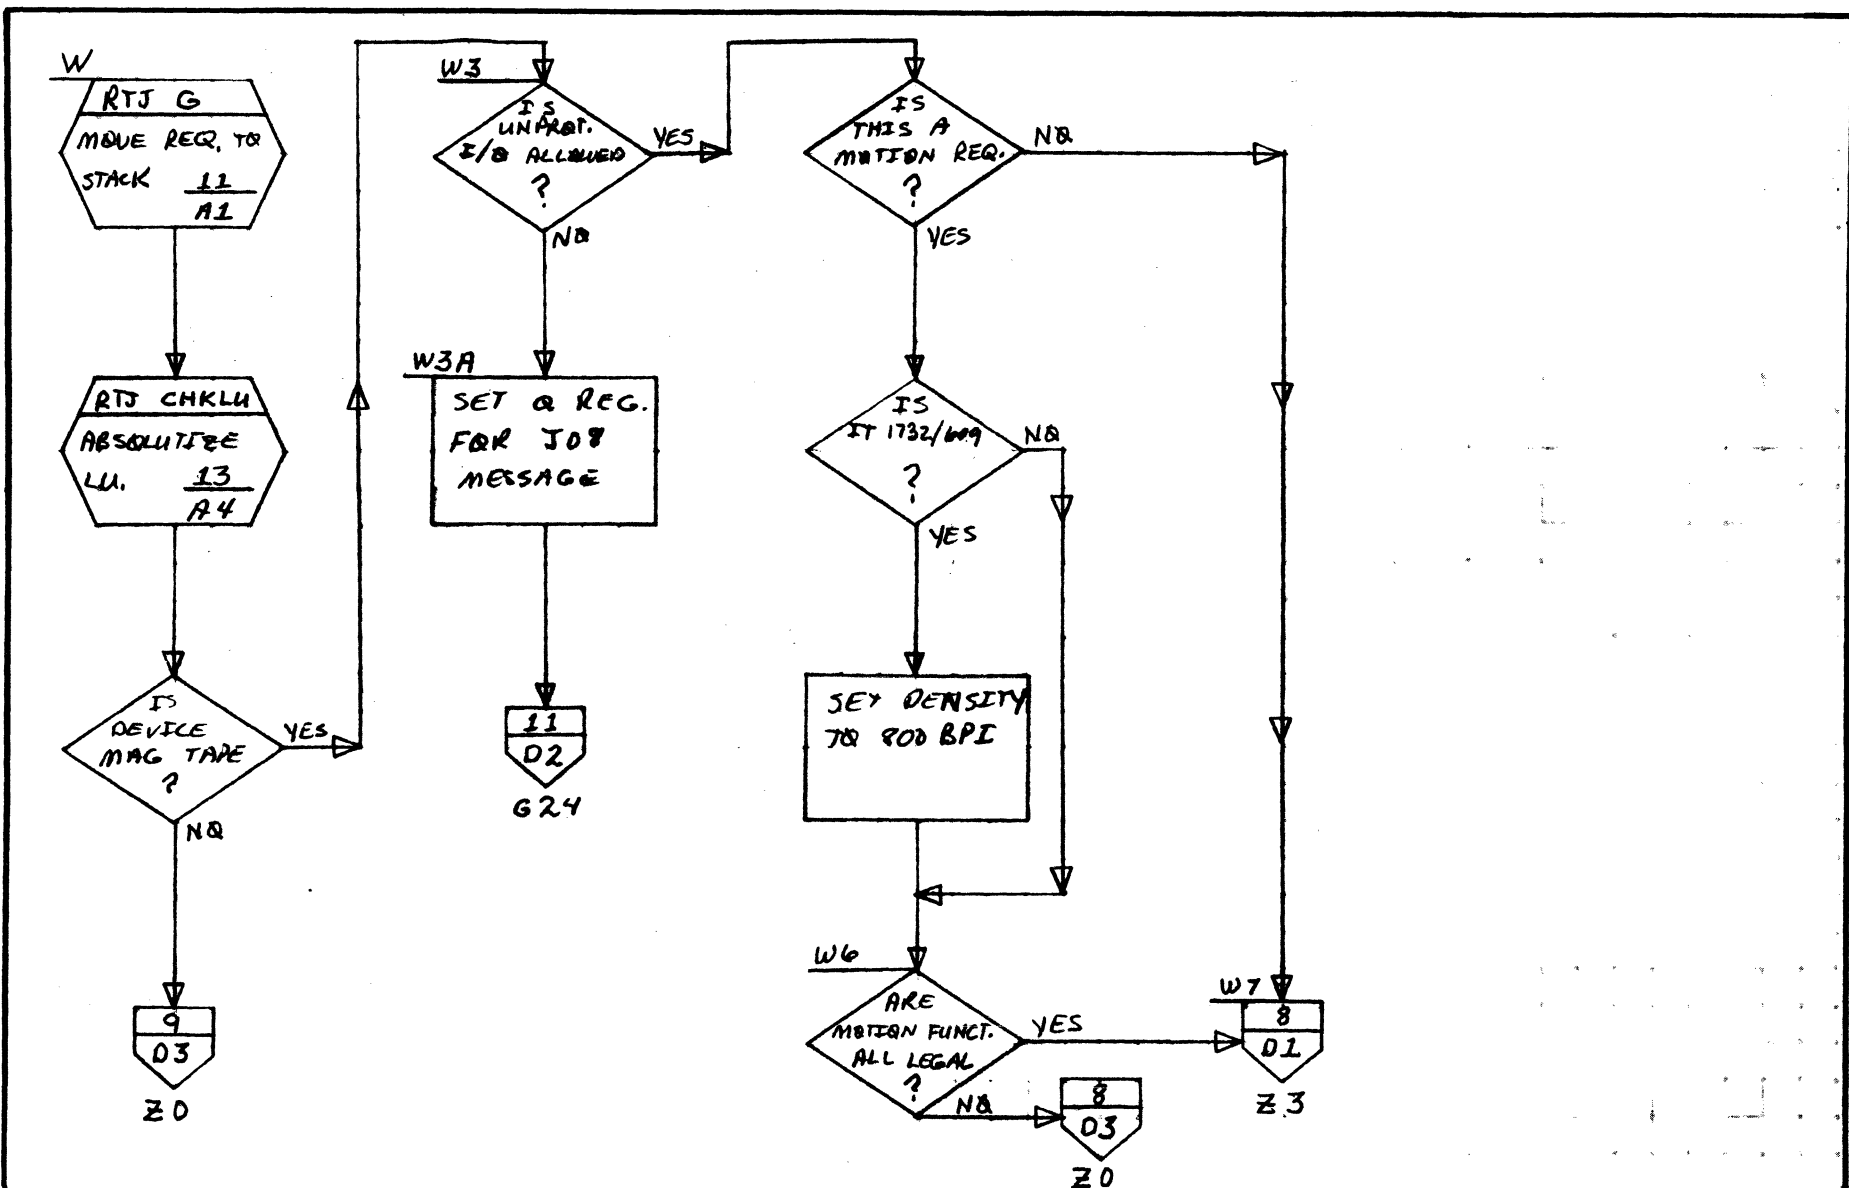 W
RTJ G
MOVE REQ. TO
STACK 11
A1
RTJ CHKLU
ABSOLUTIZE
LU. 13
A4
IS
DEVICE
MAG TAPE
?
YES
NO
9
D3
Z0
W3
IS
UNPROT.
I/O ALLOWED
?
YES
NO
W3A
SET Q REG.
FOR J08
MESSAGE
11
D2
G24
IS
THIS A
MOTION REQ.
?
NO
YES
IS
IT 1732/609
?
NO
YES
SET DENSITY
TO 800 BPI
W6
ARE
MOTION FUNCT.
ALL LEGAL
?
YES
NO
8
D3
Z0
W7
8
D1
Z3